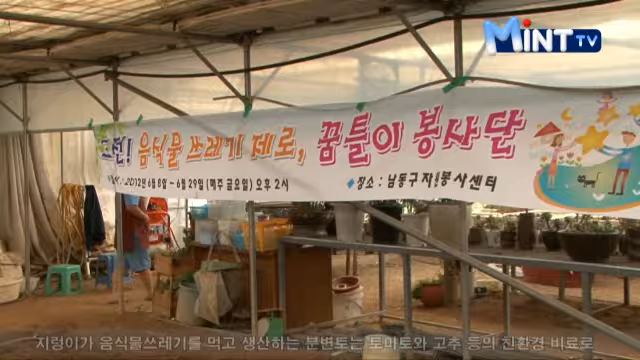 MINT TV
그린! 음식물 쓰레기 제로, 꿈틀이 봉사단
2012년 6월 8일 ~ 6월 29일 (매주 금요일) 오후 2시
◆ 장소 : 남동구자원봉사센터
지렁이가 음식물쓰레기를 먹고 생산하는 분변토는 토마토와 고추 등의 친환경 비료로